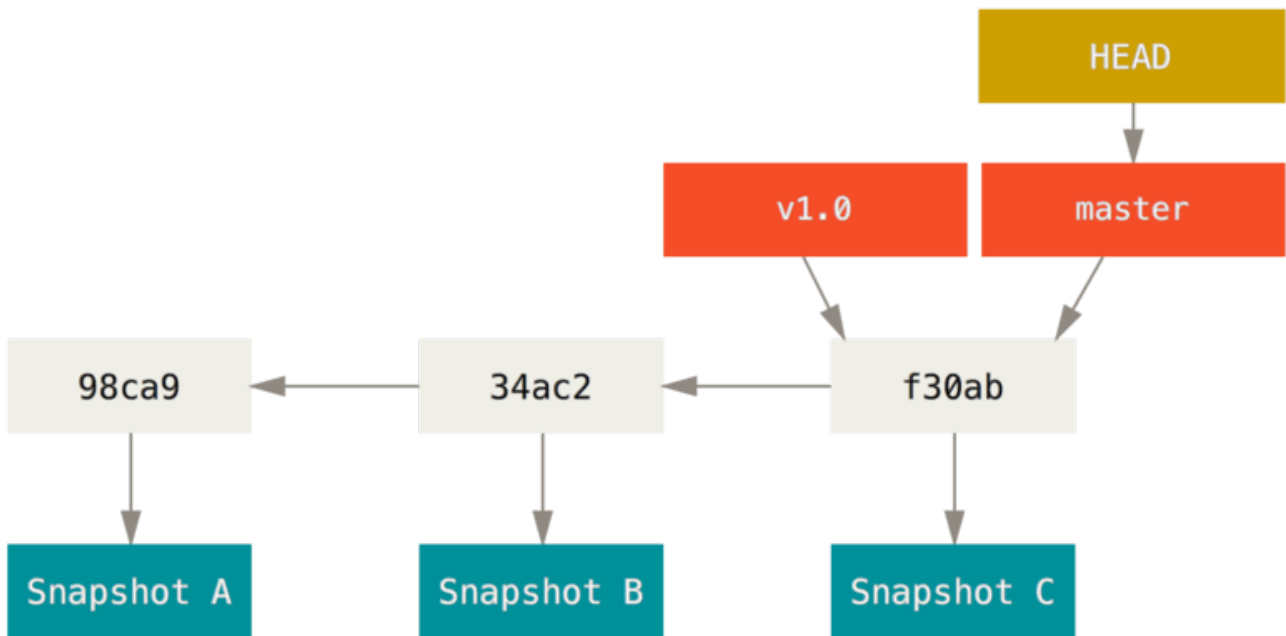 HEAD
v1.0
master
98ca9
34ac2
f30ab
Snapshot A
Snapshot B
Snapshot C